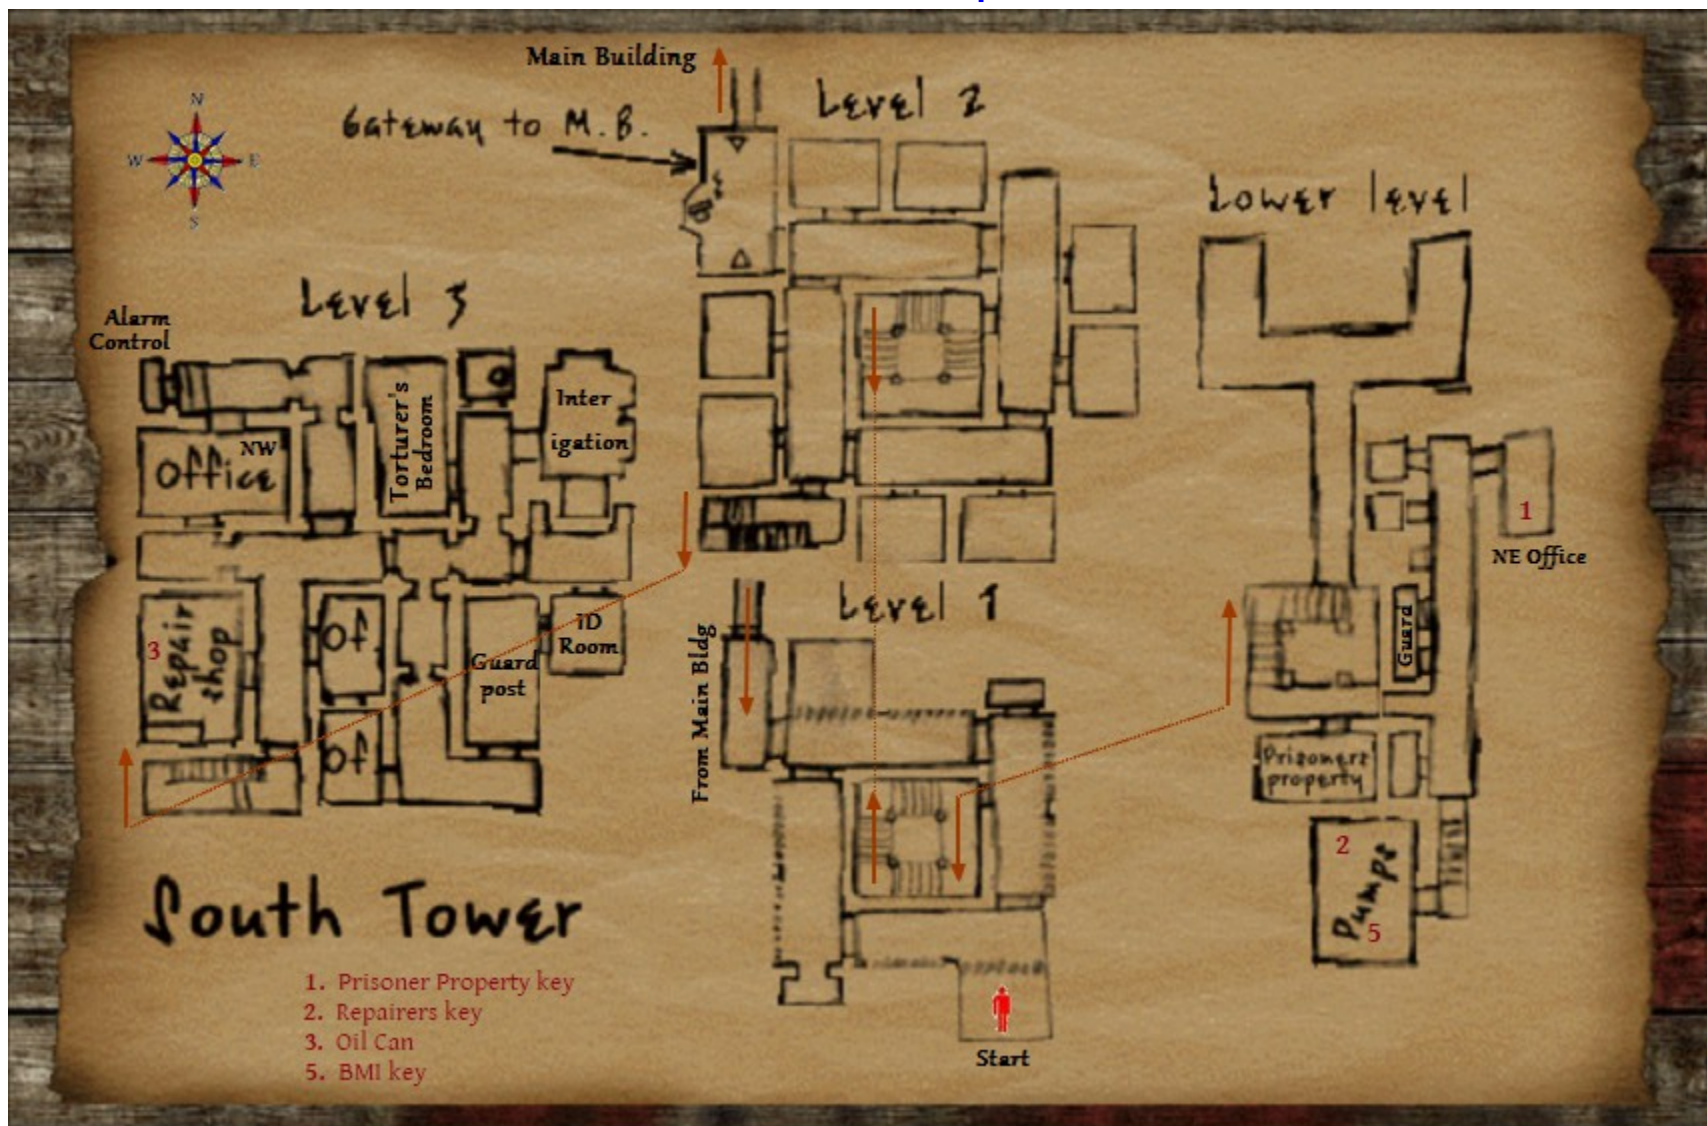 Main Building
Level 2
Gateway to M. B.
N
W
E
S
Lower level
Level 3
Alarm
Control
NW
Office
Torturer's
Bedroom
Inter
igation
1
NE Office
Level 1
From Main Bldg
3
Repair
shop
Of
Of
Guard
post
ID
Room
Guard
Prisoners
property
2
Pumps
5
South Tower
Start
1. Prisoner Property key
2. Repairers key
3. Oil Can
5. BMI key